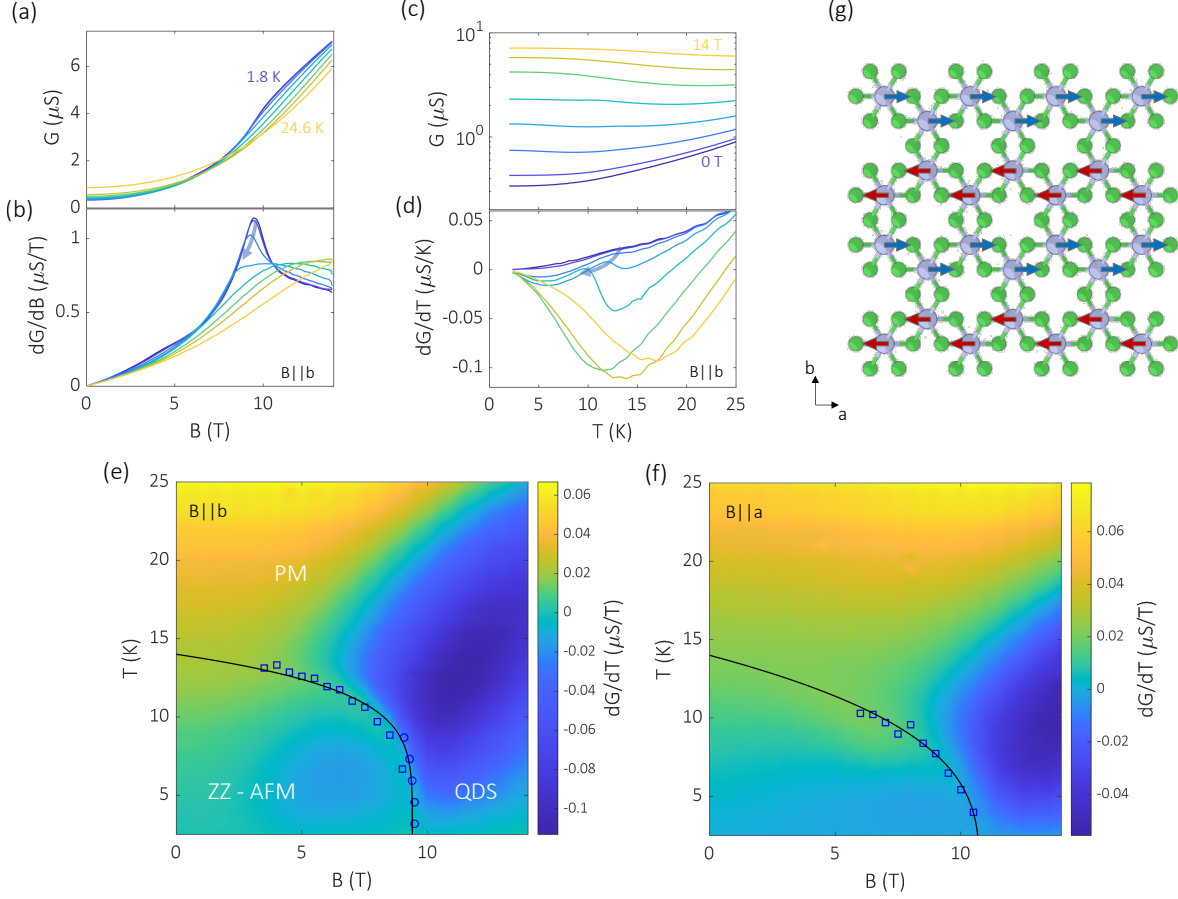 (a)
G (μS)
6
4
2
0
1.8 K
24.6 K
(b)
dG/dB (μS/T)
1
0.5
0
0
5
10
B (T)
B||b
(c)
G (μS)
10¹
10⁰
14 T
0 T
(d)
dG/dT (μS/K)
0.05
0
-0.05
-0.1
0
5
10
15
20
25
T (K)
B||b
(g)
b
a
(e)
T (K)
25
20
15
10
5
0
5
10
B (T)
B||b
PM
ZZ - AFM
QDS
0.06
0.04
0.02
0
-0.02
-0.04
-0.06
-0.08
-0.1
dG/dT (μS/T)
(f)
T (K)
25
20
15
10
5
0
5
10
B (T)
B||a
0.06
0.04
0.02
0
-0.02
-0.04
dG/dT (μS/T)